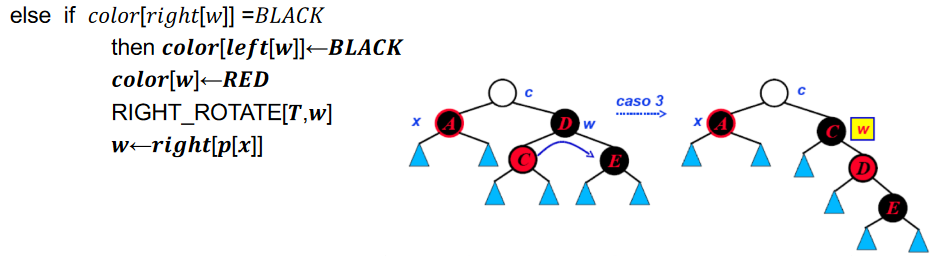 else if color[right[w]] =BLACK
then color[left[w]]←BLACK
color[w]←RED
RIGHT_ROTATE[T,w]
w←right[p[x]]
c
x A D w
C E
caso 3
c
x A C w
D
E